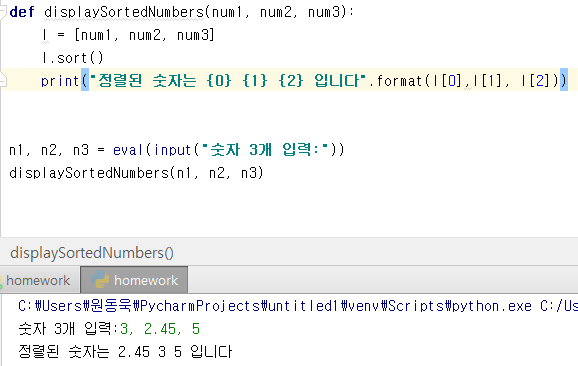 def displaySortedNumbers(num1, num2, num3):
l = [num1, num2, num3]
l.sort()
print("정렬된 숫자는 {0} {1} {2} 입니다".format(l[0],l[1], l[2]))
n1, n2, n3 = eval(input("숫자 3개 입력:"))
displaySortedNumbers(n1, n2, n3)
displaySortedNumbers()
homework homework
C:\Users\원동욱\PycharmProjects\untitled1\venv\Scripts\python.exe C:/Us
숫자 3개 입력:3, 2.45, 5
정렬된 숫자는 2.45 3 5 입니다